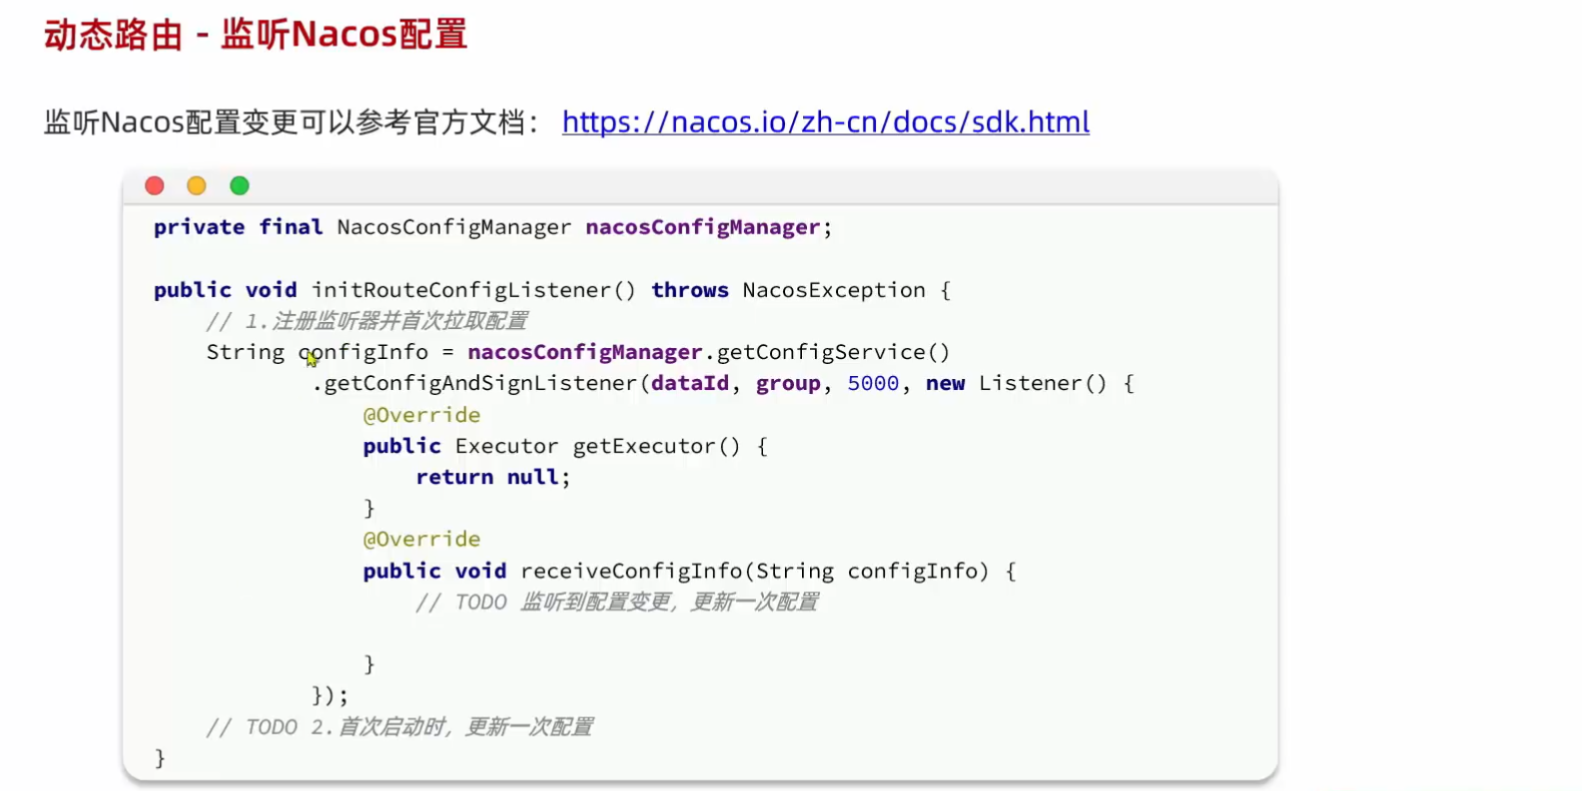 动态路由 - 监听Nacos配置
监听Nacos配置变更可以参考官方文档： https://nacos.io/zh-cn/docs/sdk.html
private final NacosConfigManager nacosConfigManager;
public void initRouteConfigListener() throws NacosException {
// 1.注册监听器并首次拉取配置
String configInfo = nacosConfigManager.getConfigService()
.getConfigAndSignListener(dataId, group, 5000, new Listener() {
@Override
public Executor getExecutor() {
return null;
}
@Override
public void receiveConfigInfo(String configInfo) {
// TODO 监听到配置变更，更新一次配置
}
});
// TODO 2.首次启动时，更新一次配置
}